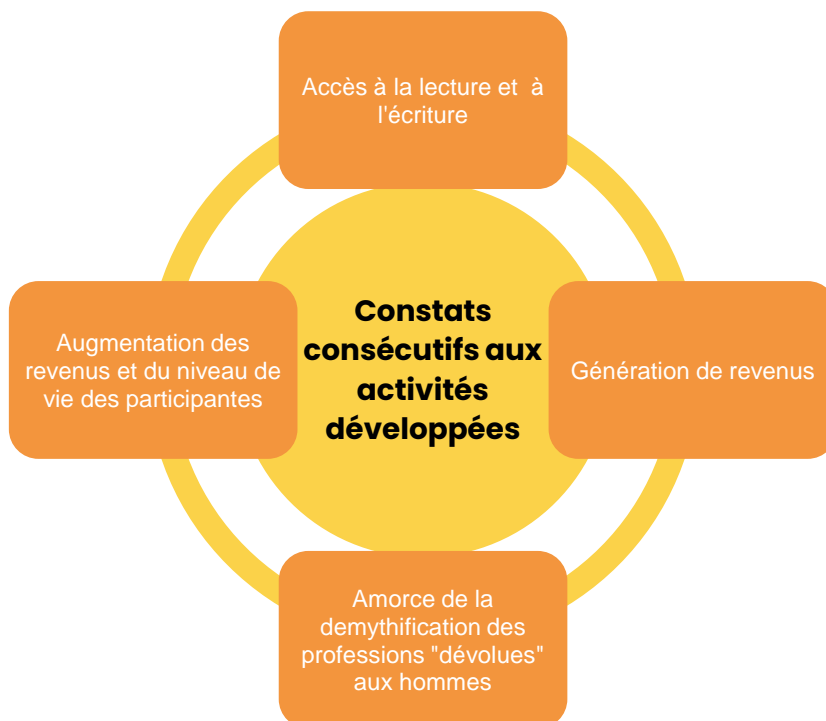 Accès à la lecture et à
l'écriture
Augmentation des
revenus et du niveau de
vie des participantes
Constats
consécutifs aux
activités
développées
Génération de revenus
Amorce de la
demythification des
professions "dévolues"
aux hommes